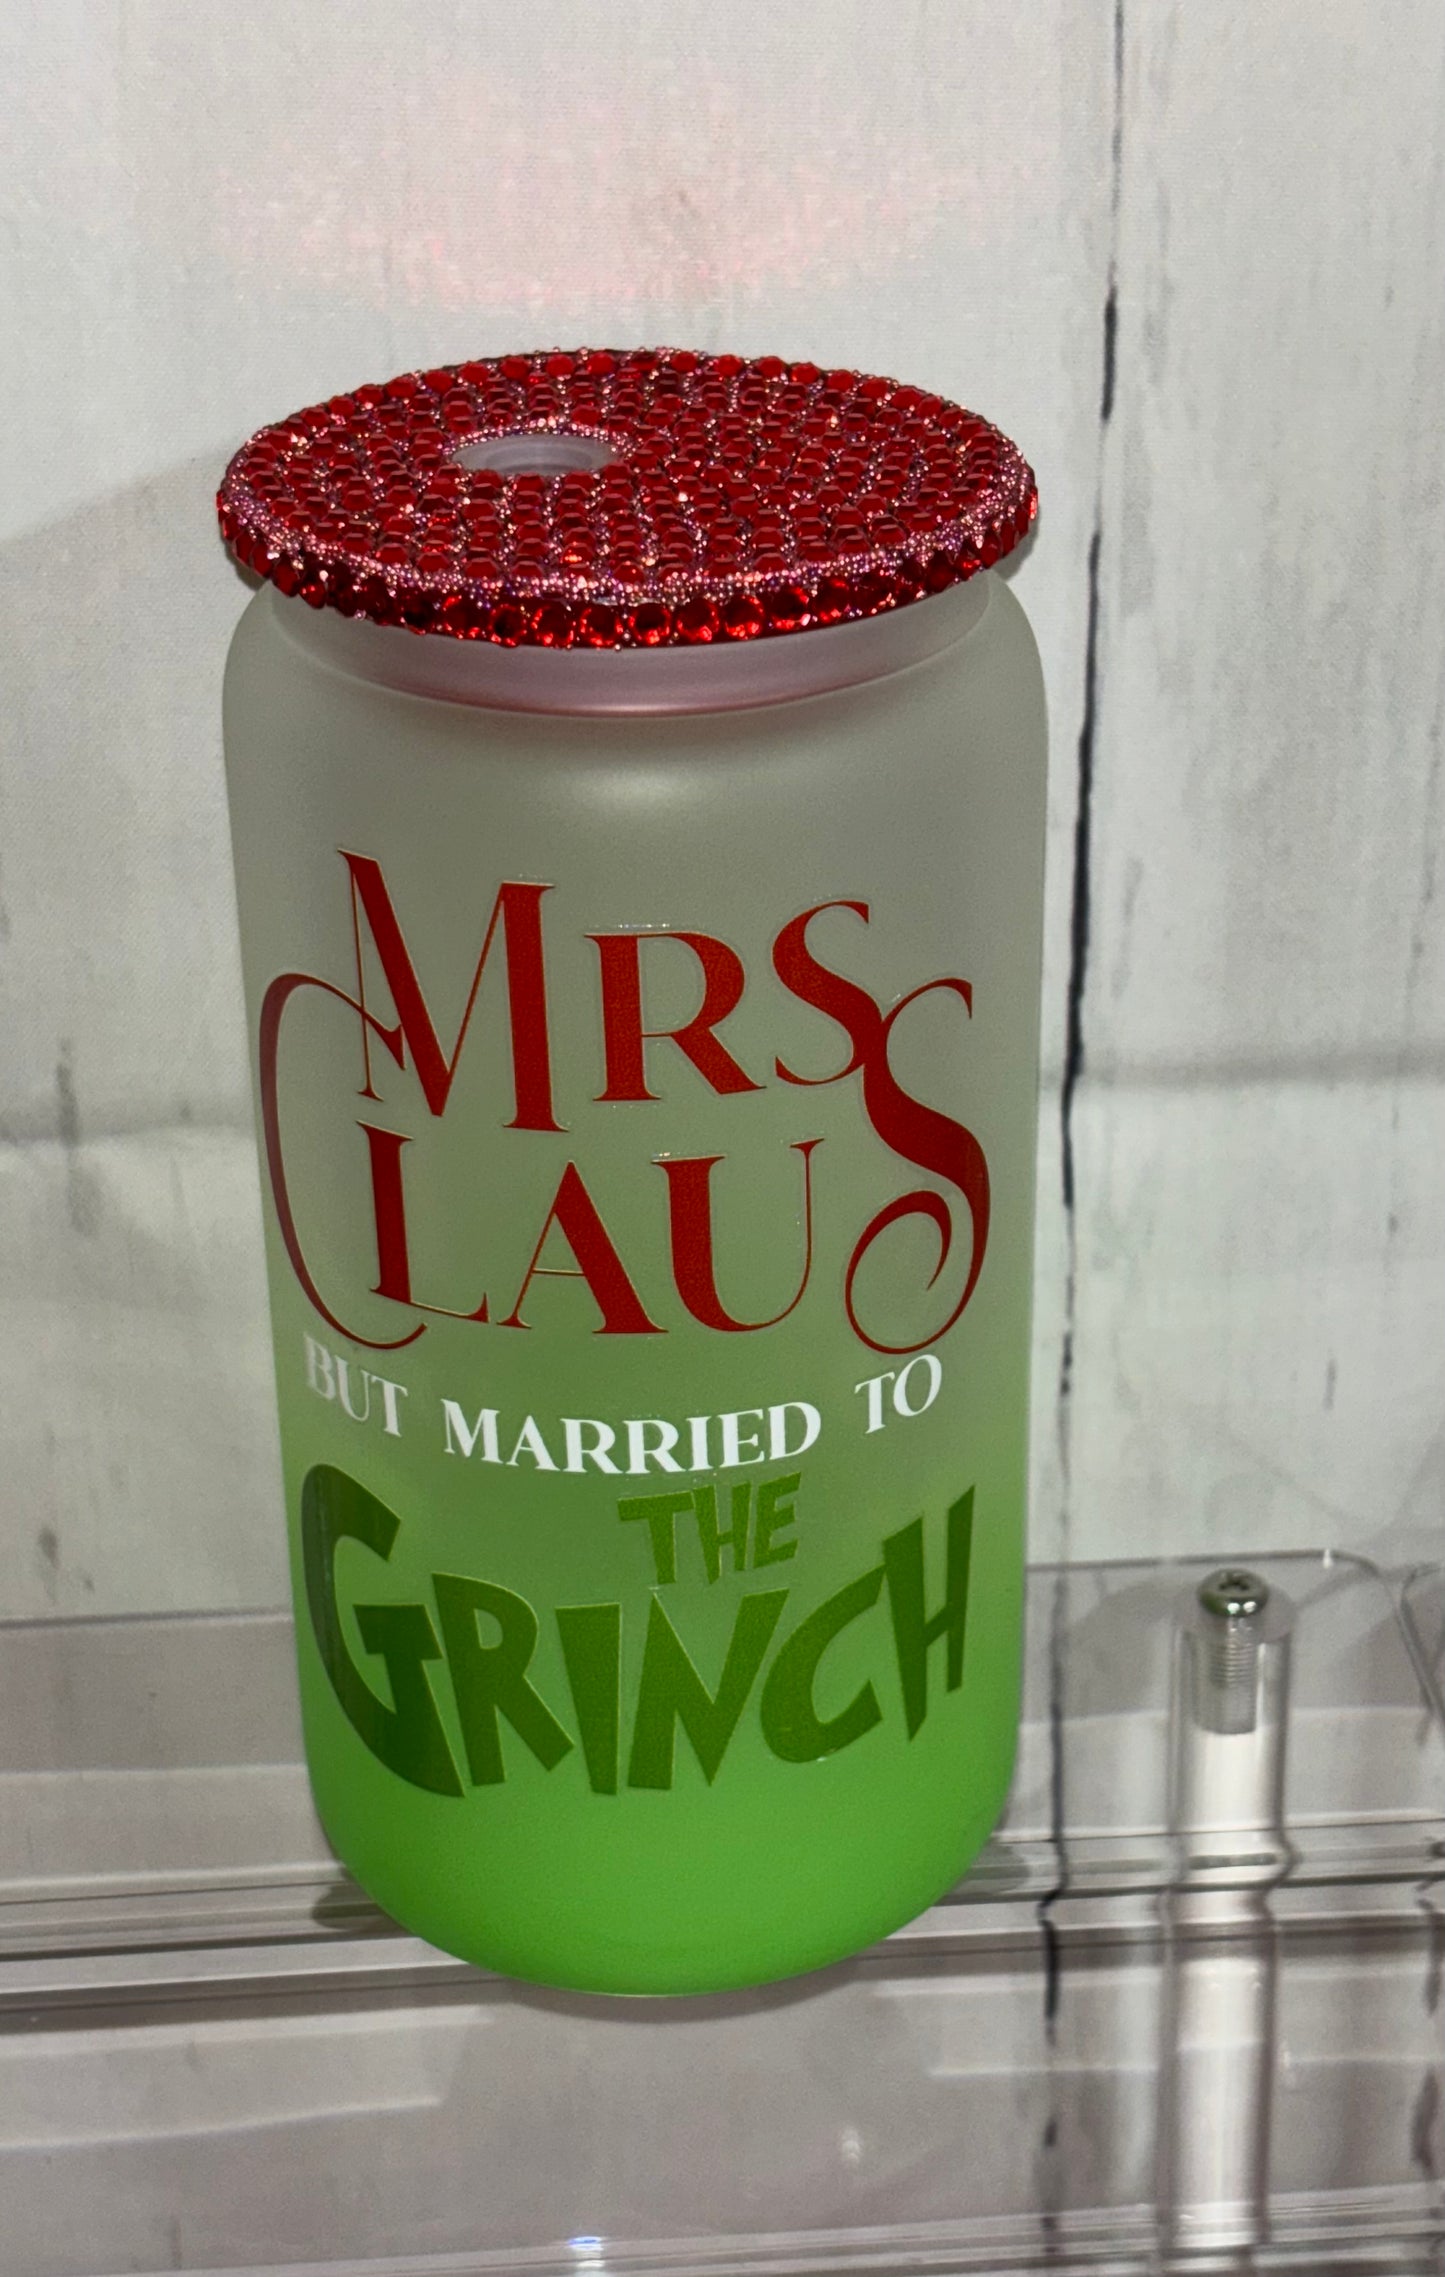 MRS
CLAUS
BUT MARRIED TO
THE
GRINCH